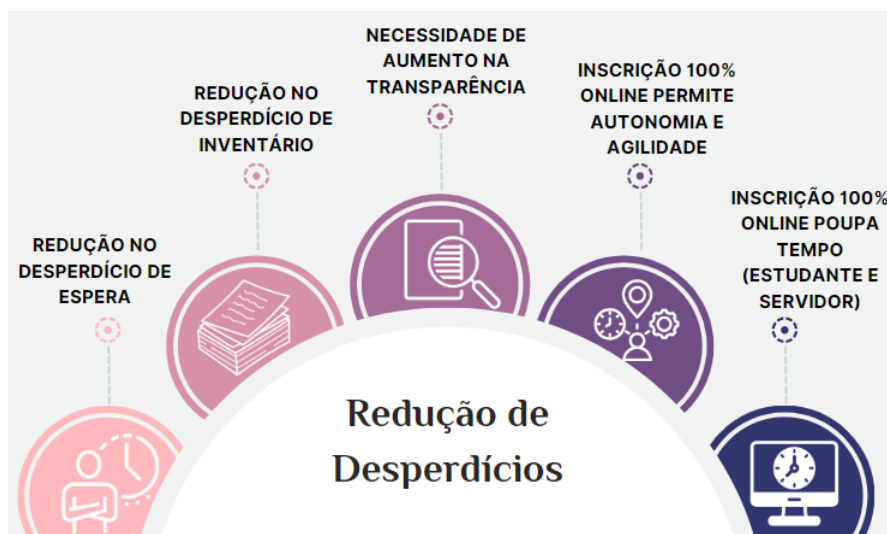 REDUÇÃO NO
DESPERDÍCIO DE
ESPERA
REDUÇÃO NO
DESPERDÍCIO DE
INVENTÁRIO
NECESSIDADE DE
AUMENTO NA
TRANSPARÊNCIA
INSCRIÇÃO 100%
ONLINE PERMITE
AUTONOMIA E
AGILIDADE
INSCRIÇÃO 100%
ONLINE POUPA
TEMPO
(ESTUDANTE E
SERVIDOR)
Redução de
Desperdícios